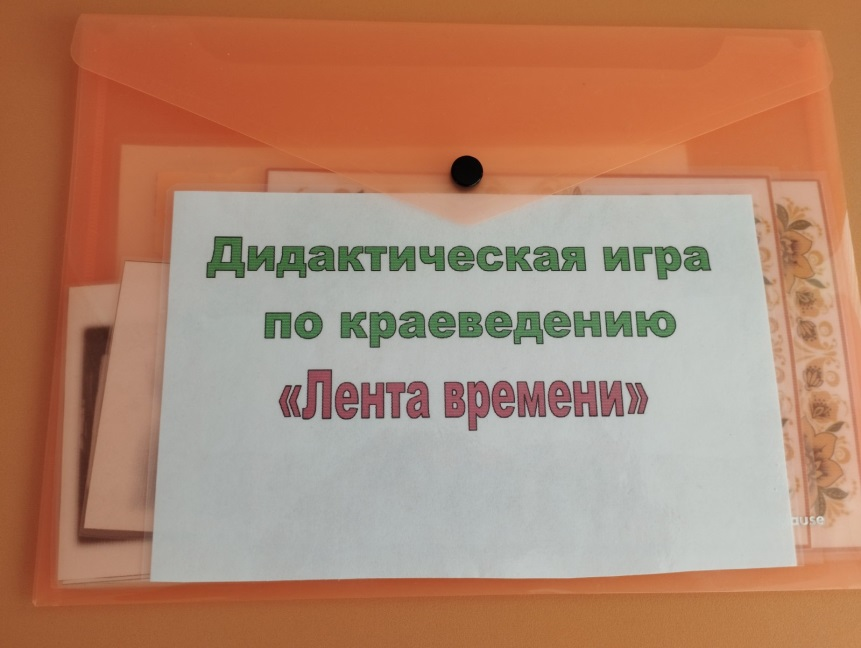 Дидактическая игра
по краеведению
«Лента времени»